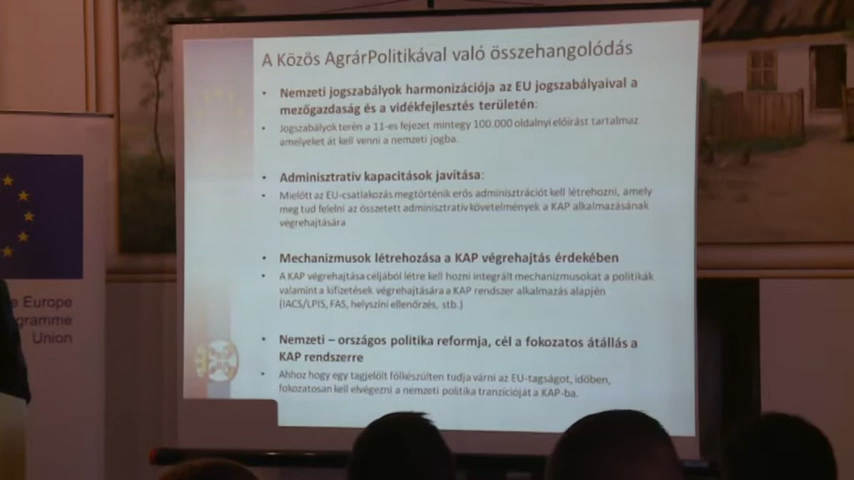 A Közös AgrárPolitikával való összehangolódás
• Nemzeti jogszabályok harmonizációja az EU jogszabályaival a
mezőgazdaság és a vidékfejlesztés területén:
• Jogszabályok terén a 11-es fejezet mintegy 100.000 oldalnyi előírást tartalmaz
amelyeket át kell venni a nemzeti jogba.
• Adminisztratív kapacitások javítása:
• Mielőtt az EU-csatlakozás megtörténik erős adminisztrációt kell létrehozni, amely
meg tud felelni az összetett adminisztratív követelmények a KAP alkalmazásának
végrehajtására
• Mechanizmusok létrehozása a KAP végrehajtás érdekében
• A KAP végrehajtása céljából létre kell hozni integrált mechanizmusokat a politikák
valamint a kifizetések végrehajtására a KAP rendszer alkalmazás alapján
(IACS/LPIS, FAS, helyszíni ellenőrzés, stb.)
• Nemzeti – országos politika reformja, cél a fokozatos átállás a
KAP rendszerre
• Ahhoz hogy egy tagjelölt fölkészülten tudja várni az EU-tagságot, időben,
fokozatosan kell elvégezni a nemzeti politika tranzícióját a KAP-ba.
e Europe
gramme
Union